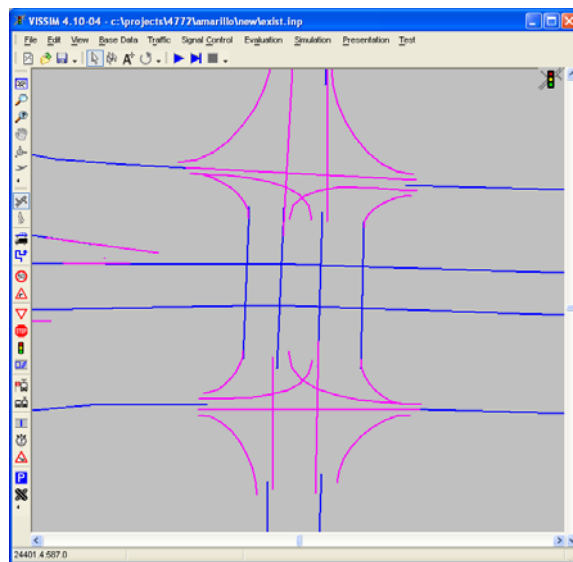 VISSIM 4.10-04 - c:\projects\4772\amarillo\new\exist.inp
File Edit View Base Data Traffic Signal Control Evaluation Simulation Presentation Test
24401.4:587.0